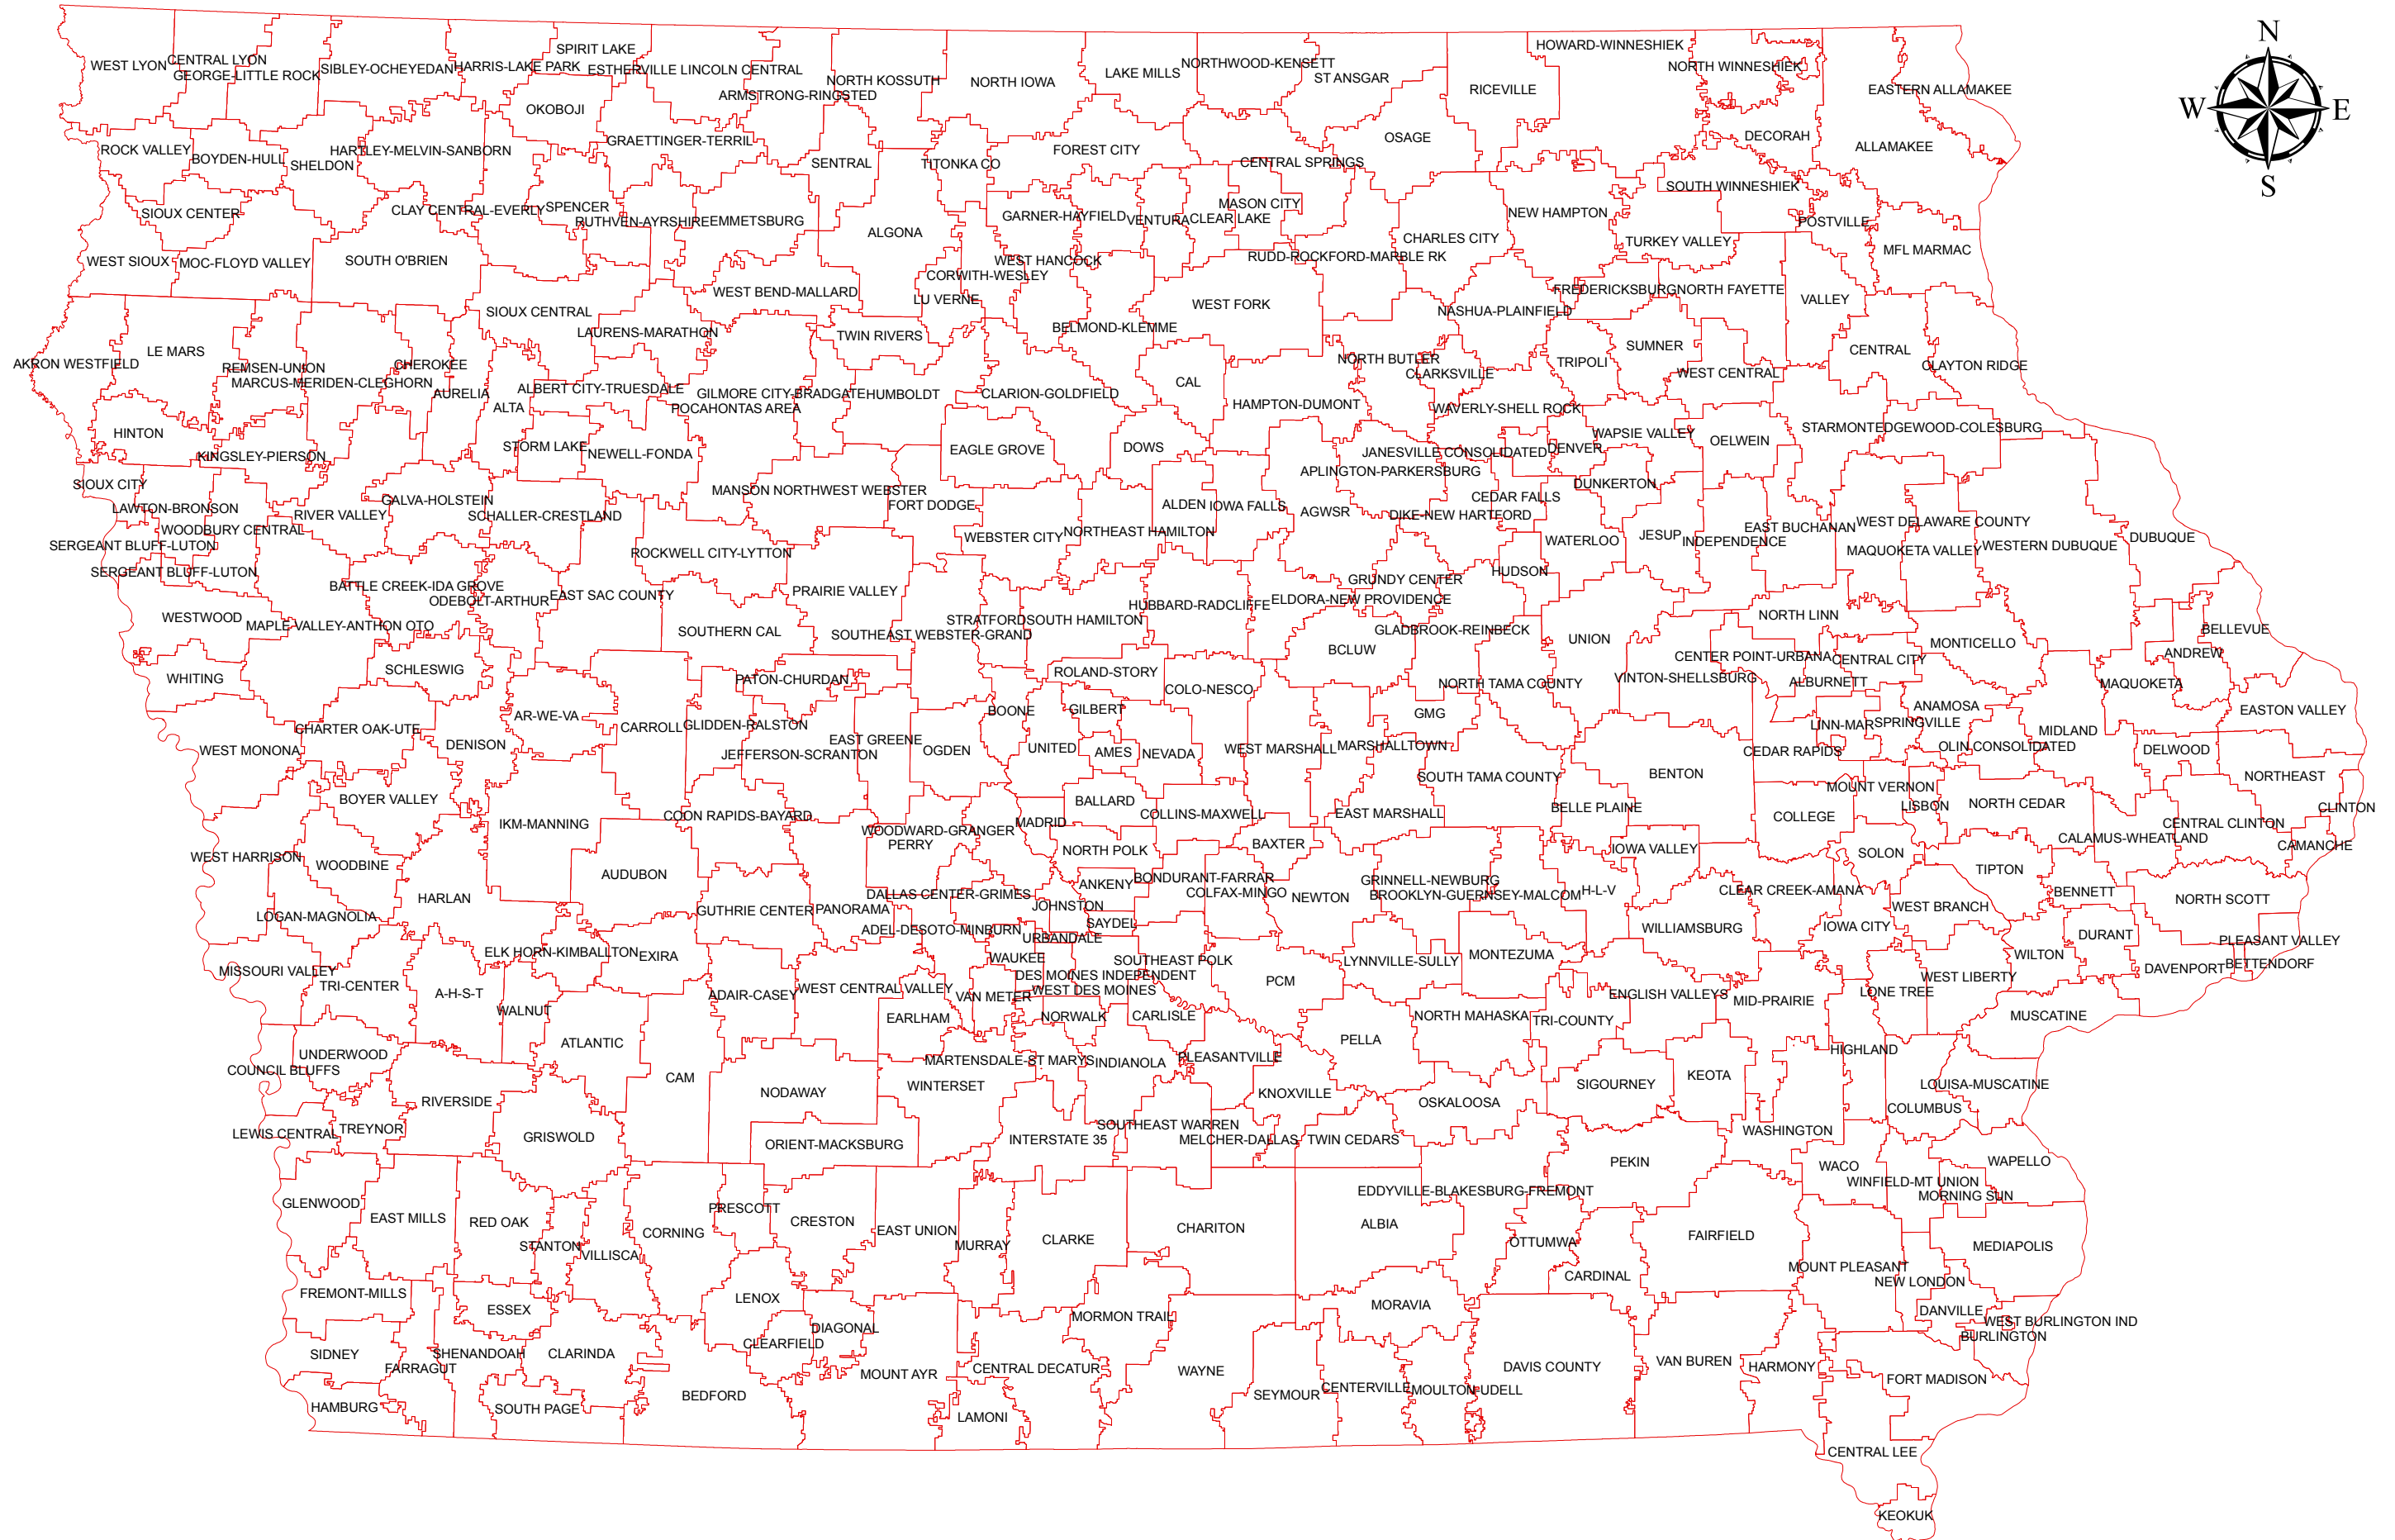 N
W
E
S
WEST LYON
CENTRAL LYON
GEORGE-LITTLE ROCK
SIBLEY-OCHEYEDAN
HARRIS-LAKE PARK
SPIRIT LAKE
ESTHERVILLE LINCOLN CENTRAL
ARMSTRONG-RINGSTED
NORTH KOSSUTH
NORTH IOWA
LAKE MILLS
NORTHWOOD-KENSETT
ST ANSGAR
RICEVILLE
HOWARD-WINNESHIEK
NORTH WINNESHIEK
EASTERN ALLAMAKEE
OKOBOJI
GRAETTINGER-TERRIL
ROCK VALLEY
BOYDEN-HULL
SHELDON
HARTLEY-MELVIN-SANBORN
SENTRAL
TITONKA CO
FOREST CITY
CENTRAL SPRINGS
OSAGE
DECORAH
ALLAMAKEE
SOUTH WINNESHIEK
SIOUX CENTER
CLAY CENTRAL-EVERLY
SPENCER
RUTHVEN-AYRSHIRE
EMMETSBURG
ALGONA
GARNER-HAYFIELD
VENTURA
CLEAR LAKE
MASON CITY
NEW HAMPTON
CHARLES CITY
TURKEY VALLEY
POSTVILLE
MFL MARMAC
WEST SIOUX
MOC-FLOYD VALLEY
SOUTH O'BRIEN
WEST HANCOCK
CORWITH-WESLEY
RUDD-ROCKFORD-MARBLE RK
WEST BEND-MALLARD
LU VERNE
WEST FORK
FREDERICKSBURG
NORTH FAYETTE
VALLEY
SIOUX CENTRAL
NASHUA-PLAINFIELD
LAURENS-MARATHON
TWIN RIVERS
BELMOND-KLEMME
AKRON WESTFIELD
LE MARS
REMSEN-UNION
MARCUS-MERIDEN-CLEGHORN
CHEROKEE
AURELIA
ALTA
ALBERT CITY-TRUESDALE
GILMORE CITY-BRADGATE
POCAHONTAS AREA
HUMBOLDT
CLARION-GOLDFIELD
CAL
HAMPTON-DUMONT
NORTH BUTLER
CLARKSVILLE
TRIPOLI
SUMNER
WEST CENTRAL
CENTRAL
CLAYTON RIDGE
WAVERLY-SHELL ROCK
HINTON
KINGSLEY-PIERSON
STORM LAKE
NEWELL-FONDA
EAGLE GROVE
DOWS
JANESVILLE CONSOLIDATED
DENVER
WAPSIE VALLEY
OELWEIN
STARMONT
EDGEWOOD-COLESBURG
APLINGTON-PARKERSBURG
SIOUX CITY
LAWTON-BRONSON
WOODBURY CENTRAL
RIVER VALLEY
GALVA-HOLSTEIN
SCHALLER-CRESTLAND
MANSON NORTHWEST WEBSTER
FORT DODGE
ALDEN
IOWA FALLS
AGWSR
CEDAR FALLS
DIKE-NEW HARTFORD
DUNKERTON
SERGEANT BLUFF-LUTON
SERGEANT BLUFF-LUTON
ROCKWELL CITY-LYTTON
WEBSTER CITY
NORTHEAST HAMILTON
WATERLOO
JESUP
INDEPENDENCE
EAST BUCHANAN
WEST DELAWARE COUNTY
MAQUOKETA VALLEY
WESTERN DUBUQUE
DUBUQUE
BATTLE CREEK-IDA GROVE
ODEBOLT-ARTHUR
EAST SAC COUNTY
PRAIRIE VALLEY
GRUNDY CENTER
HUDSON
WESTWOOD
MAPLE VALLEY-ANTHON OTO
SOUTHERN CAL
SOUTHEAST WEBSTER-GRAND
STRATFORD
SOUTH HAMILTON
HUBBARD-RADCLIFFE
ELDORA-NEW PROVIDENCE
GLADBROOK-REINBECK
UNION
NORTH LINN
MONTICELLO
BELLEVUE
ANDREW
WHITING
SCHLESWIG
PATON-CHURDAN
ROLAND-STORY
COLO-NESCO
BCLUW
NORTH TAMA COUNTY
VINTON-SHELLSBURG
CENTER POINT-URBANA
CENTRAL CITY
ALBURNETT
MAQUOKETA
CHARTER OAK-UTE
AR-WE-VA
CARROLL
GLIDDEN-RALSTON
JEFFERSON-SCRANTON
EAST GREENE
OGDEN
BOONE
GILBERT
GMG
ANAMOSA
LINN-MAR
SPRINGVILLE
MIDLAND
EASTON VALLEY
WEST MONONA
DENISON
UNITED
AMES
NEVADA
WEST MARSHALL
MARSHALLTOWN
CEDAR RAPIDS
OLIN CONSOLIDATED
DELWOOD
BOYER VALLEY
SOUTH TAMA COUNTY
BENTON
NORTHEAST
IKM-MANNING
COON RAPIDS-BAYARD
BALLARD
COLLINS-MAXWELL
EAST MARSHALL
BELLE PLAINE
COLLEGE
MOUNT VERNON
LISBON
NORTH CEDAR
CLINTON
CENTRAL CLINTON
CALAMUS-WHEATLAND
CAMANCHE
WOODWARD-GRANGER
PERRY
MADRID
NORTH POLK
BAXTER
IOWA VALLEY
SOLON
TIPTON
WEST HARRISON
WOODBINE
AUDUBON
HARLAN
DALLAS CENTER-GRIMES
ANKENY
BONDURANT-FARRAR
COLFAX-MINGO
NEWTON
GRINNELL-NEWBURG
BROOKLYN-GUERNSEY-MALCOM
H-L-V
CLEAR CREEK-AMANA
BENNETT
NORTH SCOTT
LOGAN-MAGNOLIA
GUTHRIE CENTER
PANORAMA
JOHNSTON
SAYDEL
WEST BRANCH
ADEL-DESOTO-MINBURN
URBANDALE
WILLIAMSBURG
IOWA CITY
DURANT
PLEASANT VALLEY
MISSOURI VALLEY
ELK HORN-KIMBALLTON
EXIRA
WAUKEE
SOUTHEAST POLK
LYNNVILLE-SULLY
MONTEZUMA
WILTON
DAVENPORT
BETTENDORF
TRI-CENTER
A-H-S-T
WALNUT
ADAIR-CASEY
WEST CENTRAL VALLEY
VAN METER
DES MOINES INDEPENDENT
WEST DES MOINES
PCM
ENGLISH VALLEYS
MID-PRAIRIE
LONE TREE
WEST LIBERTY
EARLHAM
NORWALK
CARLISLE
NORTH MAHASKA
TRI-COUNTY
MUSCATINE
UNDERWOOD
COUNCIL BLUFFS
ATLANTIC
CAM
MARTENSDALE-ST MARYS
INDIANOLA
PLEASANTVILLE
PELLA
HIGHLAND
NODAWAY
WINTERSET
KNOXVILLE
OSKALOOSA
SIGOURNEY
KEOTA
LOUISA-MUSCATINE
COLUMBUS
RIVERSIDE
LEWIS CENTRAL
TREYNOR
GRISWOLD
ORIENT-MACKSBURG
INTERSTATE 35
SOUTHEAST WARREN
MELCHER-DALLAS
TWIN CEDARS
WASHINGTON
PEKIN
WACO
WAPELLO
WINFIELD-MT UNION
MORNING SUN
GLENWOOD
EAST MILLS
RED OAK
STANTON
VILLISCA
CORNING
PRESCOTT
CRESTON
EAST UNION
MURRAY
CLARKE
CHARITON
EDDYVILLE-BLAKESBURG-FREMONT
ALBIA
OTTUMWA
CARDINAL
FAIRFIELD
MEDIAPOLIS
MOUNT PLEASANT
NEW LONDON
FREMONT-MILLS
ESSEX
LENOX
MORMON TRAIL
MORAVIA
DANVILLE
WEST BURLINGTON IND
BURLINGTON
SIDNEY
FARRAGUT
SHENANDOAH
CLARINDA
CLEARFIELD
DIAGONAL
MOUNT AYR
CENTRAL DECATUR
WAYNE
SEYMOUR
CENTERVILLE
MOULTON-UDELL
DAVIS COUNTY
VAN BUREN
HARMONY
FORT MADISON
HAMBURG
SOUTH PAGE
BEDFORD
LAMONI
CENTRAL LEE
KEOKUK